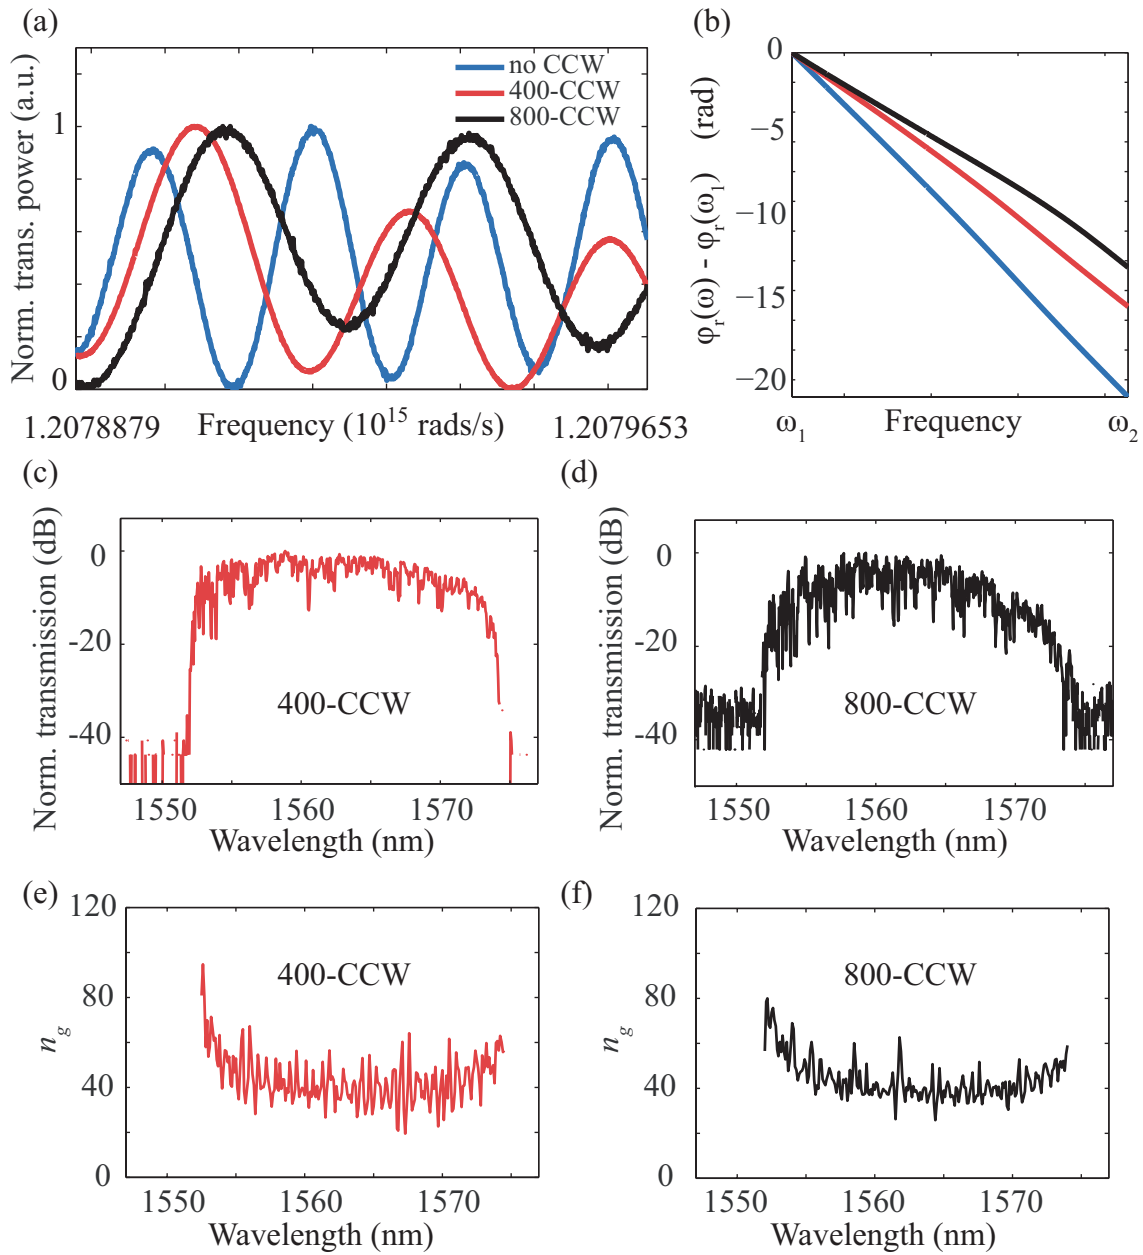 (a)
Norm. trans. power (a.u.)
1
0
no CCW
400-CCW
800-CCW
1.2078879
Frequency (10¹⁵ rads/s)
1.2079653
(b)
φᵣ(ω) - φᵣ(ω₁) (rad)
0
−5
−10
−15
−20
ω₁
Frequency
ω₂
(c)
Norm. transmission (dB)
0
-20
-40
400-CCW
1550
1560
1570
Wavelength (nm)
(d)
Norm. transmission (dB)
0
-20
-40
800-CCW
1550
1560
1570
Wavelength (nm)
(e)
n_g
120
80
40
0
400-CCW
1550
1560
1570
Wavelength (nm)
(f)
n_g
120
80
40
0
800-CCW
1550
1560
1570
Wavelength (nm)